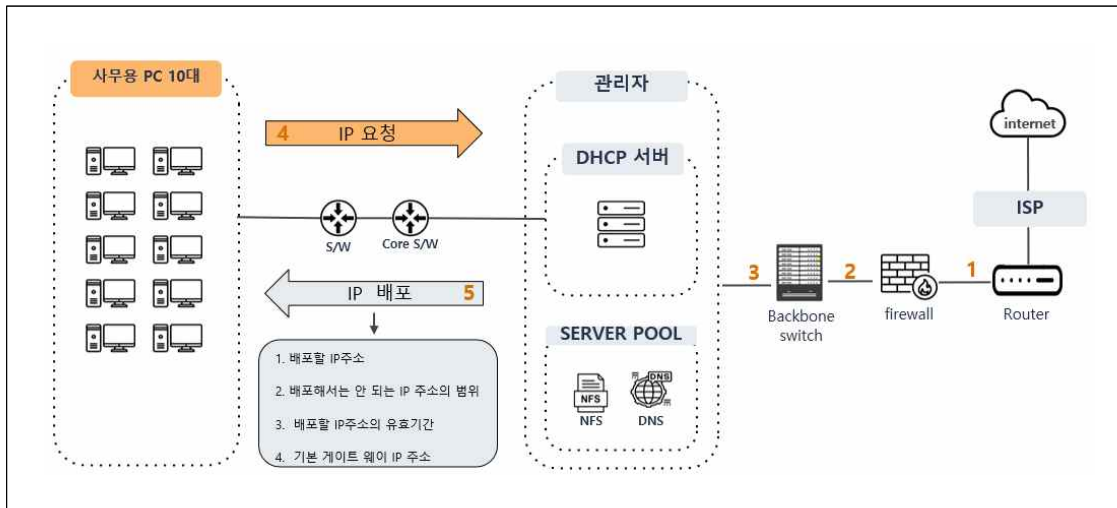 사무용 PC 10대
4 IP 요청
S/W
Core S/W
IP 배포 5
1. 배포할 IP주소
2. 배포해서는 안 되는 IP 주소의 범위
3. 배포할 IP주소의 유효기간
4. 기본 게이트 웨이 IP 주소
관리자
DHCP 서버
SERVER POOL
NFS
NFS
DNS
DNS
3
Backbone
switch
2
firewall
1
Router
ISP
internet